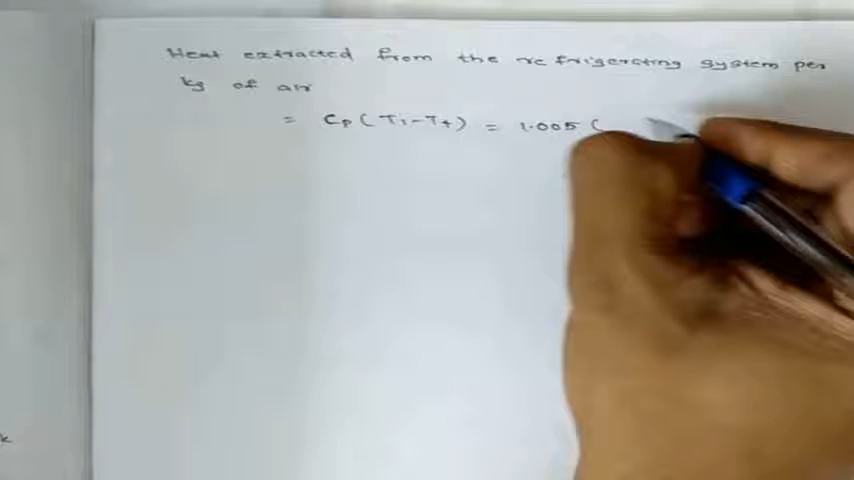 Heat extracted from the refrigerating system per
kg of air
= Cp(T1-T4) = 1.005 (
k